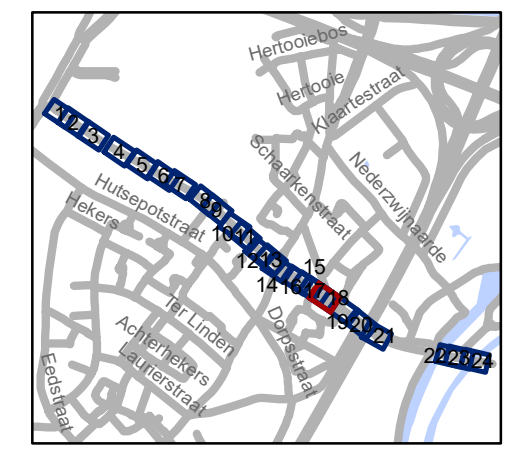 Hertooiebos
Hertooie
Klaartestraat
Schaarkenstraat
Nederzwijnaarde
Hutsepotstraat
Hekers
Ter Linden
Achterhekers
Laurierstraat
Eedstraat
Dorpsstraat
1
2
3
4
5
6
7
8
9
10
11
12
13
14
15
16
17
18
19
20
21
22
23
24